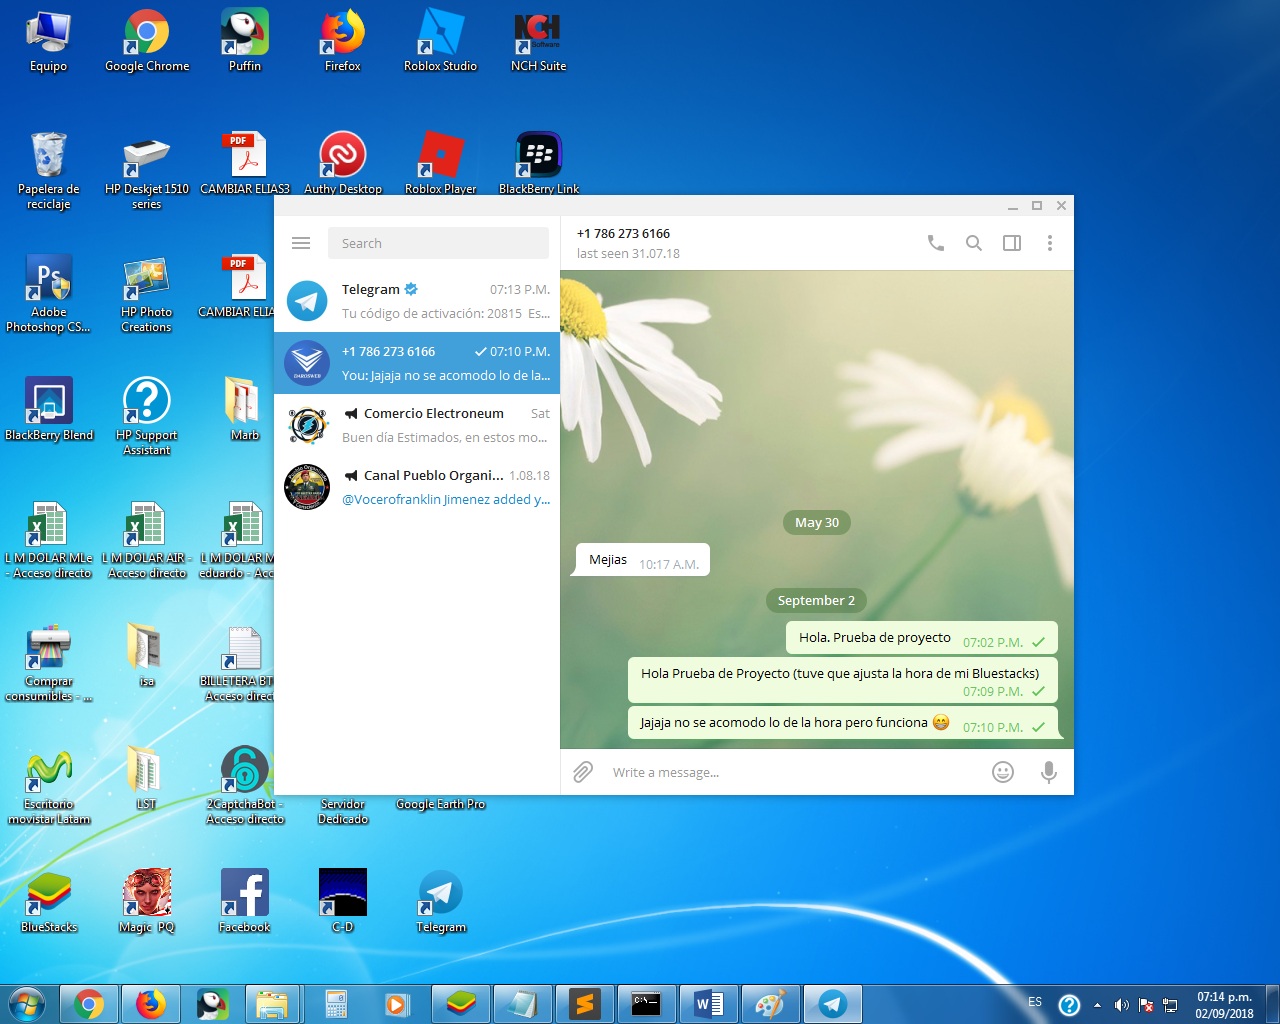 Equipo
Google Chrome
Puffin
Firefox
Roblox Studio
NCH Suite
NCH
Software
PDF
Papelera de
reciclaje
HP Deskjet 1510
series
CAMBIAR ELIAS3
Authy Desktop
Roblox Player
BlackBerry Link
Ps
PDF
Adobe
Photoshop CS...
HP Photo
Creations
CAMBIAR ELIA
BlackBerry Blend
HP Support
Assistant
Marb
L M DOLAR MLe
- Acceso directo
L M DOLAR AIR -
Acceso directo
L M DOLAR M
eduardo - Acc
Comprar
consumibles - ...
isa
BILLETERA BT
Acceso direct
Escritorio
movistar Latam
LST
2CaptchaBot -
Acceso directo
Servidor
Dedicado
Google Earth Pro
BlueStacks
Magic PQ
Facebook
C-D
Telegram
Search
Telegram
07:13 P.M.
Tu código de activación: 20815 Es...
DAROSWEB
+1 786 273 6166
07:10 P.M.
You: Jajaja no se acomodo lo de la...
Comercio Electroneum
Sat
Buen día Estimados, en estos mo...
Canal Pueblo Organi...
1.08.18
@Vocerofranklin Jimenez added y...
+1 786 273 6166
last seen 31.07.18
May 30
Mejias
10:17 A.M.
September 2
Hola. Prueba de proyecto
07:02 P.M.
Hola Prueba de Proyecto (tuve que ajusta la hora de mi Bluestacks)
07:09 P.M.
Jajaja no se acomodo lo de la hora pero funciona
07:10 P.M.
Write a message...
C:\._
ES
07:14 p.m.
02/09/2018